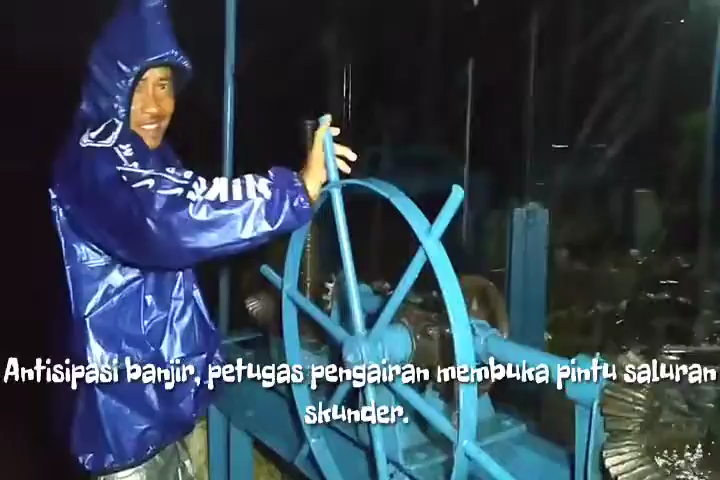 Antisipasi banjir, petugas pengairan membuka pintu saluran
skunder.